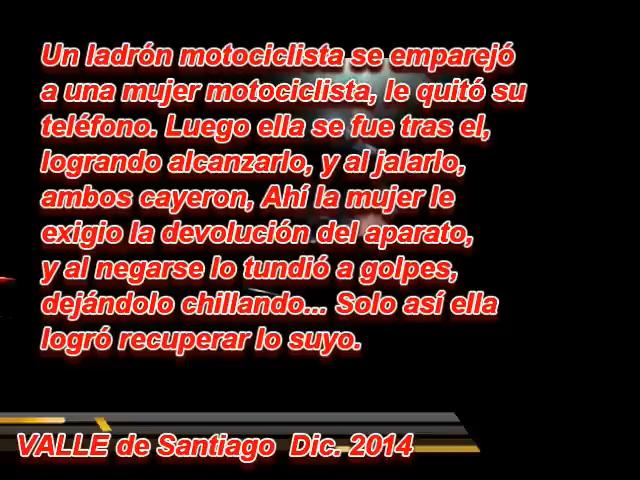 Un ladrón motociclista se emparejó
a una mujer motociclista, le quitó su
teléfono. Luego ella se fue tras el,
logrando alcanzarlo, y al jalarlo,
ambos cayeron, Ahí la mujer le
exigio la devolución del aparato,
y al negarse lo tundió a golpes,
dejándolo chillando... Solo así ella
logró recuperar lo suyo.
VALLE de Santiago Dic. 2014